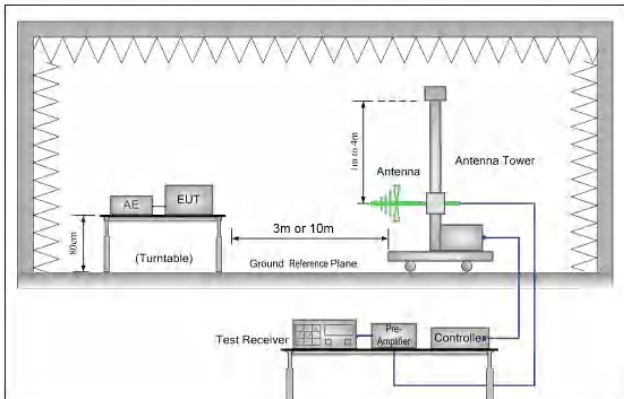 1m to 4m
Antenna
Antenna Tower
AE
EUT
80cm
3m or 10m
(Turntable)
Ground Reference Plane
Test Receiver
Pre-
Amplifier
Controller